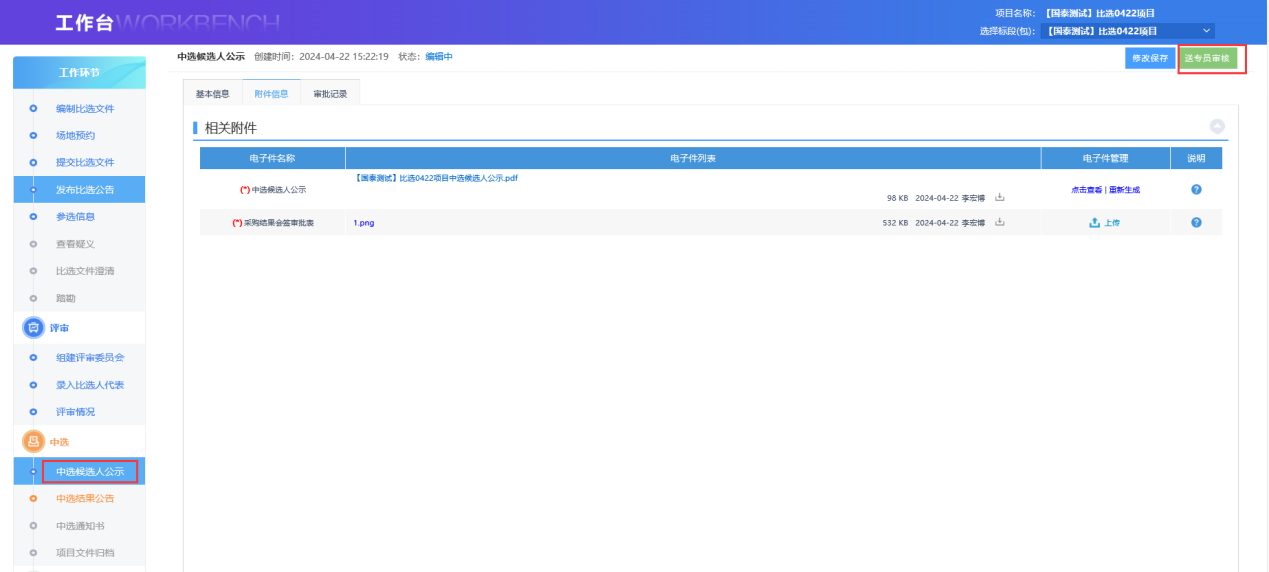 工作台WORKBENCH
项目名称: 【国泰测试】比选0422项目
选择标段(包): 【国泰测试】比选0422项目
中选候选人公示 创建时间: 2024-04-22 15:22:19 状态: 编辑中
修改保存 送专员审核
工作环节
编制比选文件
场地预约
提交比选文件
发布比选公告
参选信息
查看疑义
比选文件澄清
踏勘
评审
组建评审委员会
录入比选人代表
评审情况
中选
中选候选人公示
中选结果公告
中选通知书
项目文件归档
基本信息 附件信息 审批记录
相关附件
电子件名称 电子件列表 电子件管理 说明
(*) 中选候选人公示 【国泰测试】比选0422项目中选候选人公示.pdf
98 KB 2024-04-22 李宏博 点击查看 | 重新生成
(*) 采购结果会签审批表 1.png 532 KB 2024-04-22 李宏博 上传